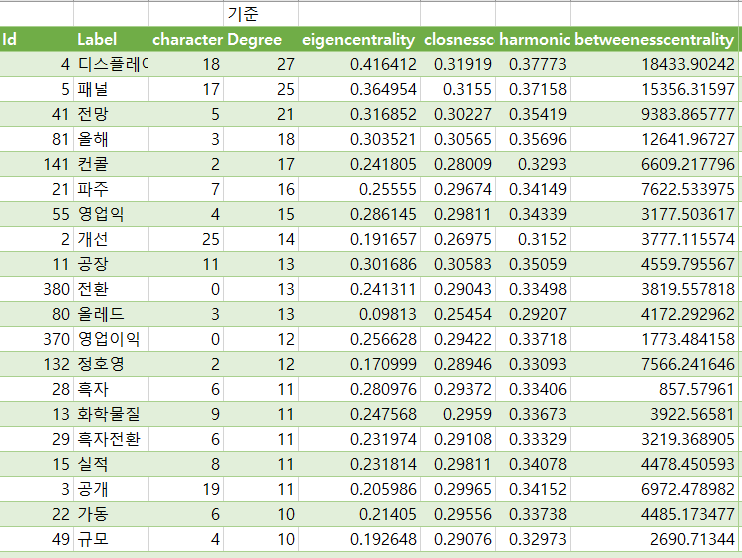 기준
Id Label character Degree eigencentrality closnessc harmonic betweenesscentrality
4 디스플레이 18 27 0.416412 0.31919 0.37773 18433.90242
5 패널 17 25 0.364954 0.3155 0.37158 15356.31597
41 전망 5 21 0.316852 0.30227 0.35419 9383.865777
81 올해 3 18 0.303521 0.30565 0.35696 12641.96727
141 컨콜 2 17 0.241805 0.28009 0.3293 6609.217796
21 파주 7 16 0.25555 0.29674 0.34149 7622.533975
55 영업익 4 15 0.286145 0.29811 0.34339 3177.503617
2 개선 25 14 0.191657 0.26975 0.3152 3777.115574
11 공장 11 13 0.301686 0.30583 0.35059 4559.795567
380 전환 0 13 0.241311 0.29043 0.33498 3819.557818
80 올레드 3 13 0.09813 0.25454 0.29207 4172.292962
370 영업이익 0 12 0.256628 0.29422 0.33718 1773.484158
132 정호영 2 12 0.170999 0.28946 0.33093 7566.241646
28 흑자 6 11 0.280976 0.29372 0.33406 857.57961
13 화학물질 9 11 0.247568 0.2959 0.33673 3922.56581
29 흑자전환 6 11 0.231974 0.29108 0.33329 3219.368905
15 실적 8 11 0.231814 0.29811 0.34078 4478.450593
3 공개 19 11 0.205986 0.29965 0.34152 6972.478982
22 가동 6 10 0.21405 0.29556 0.33738 4485.173477
49 규모 4 10 0.192648 0.29076 0.32973 2690.71344